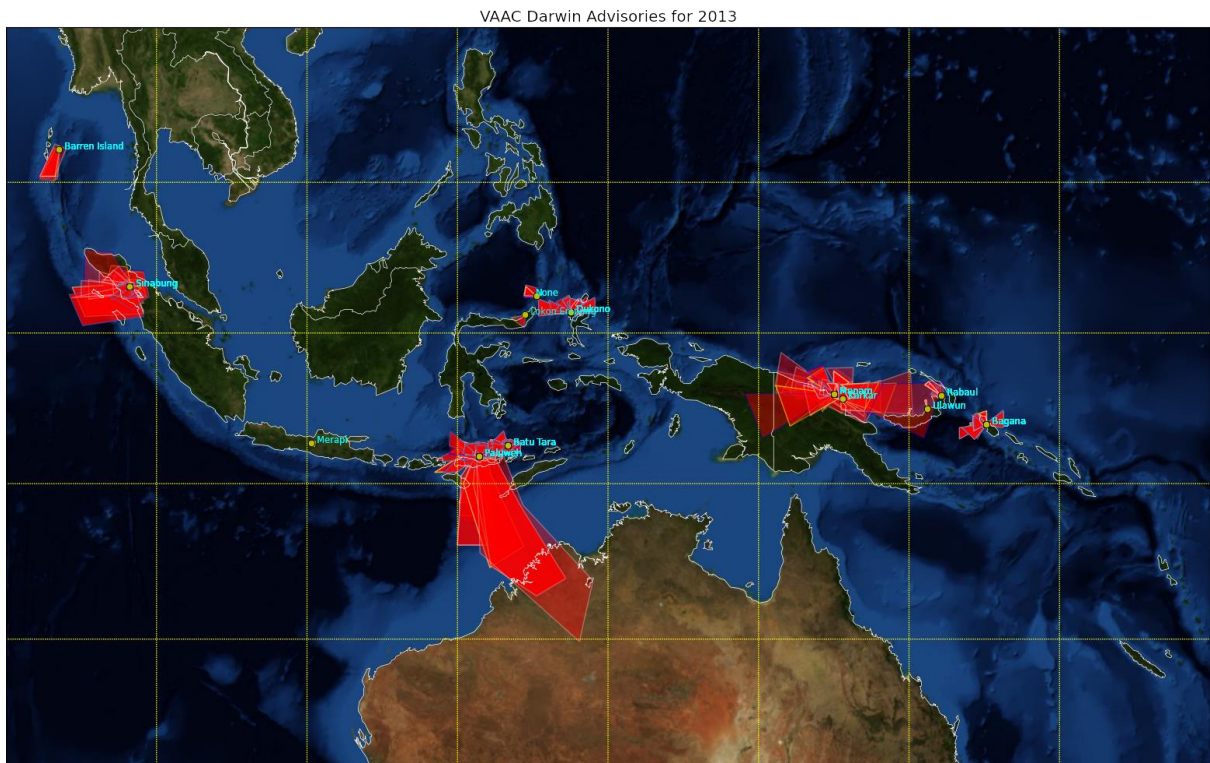 VAAC Darwin Advisories for 2013
Barren Island
Sinabung
None
Dukono
Manam
Karkar
Rabaul
Ulawun
Bagana
Merapi
Batu Tara
Paluweh